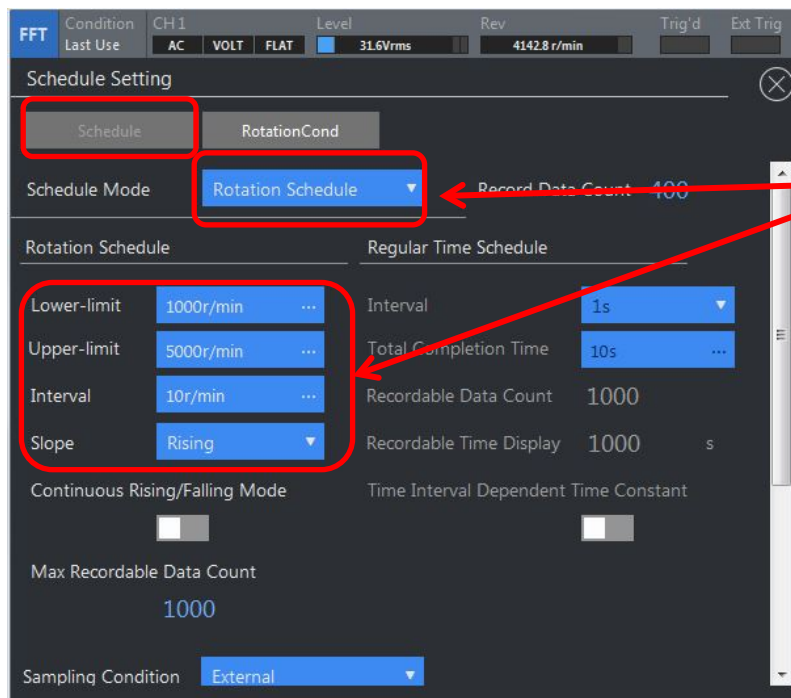 FFT Condition CH1 Level Rev Trig'd Ext Trig
Last Use AC VOLT FLAT 31.6Vrms 4142.8 r/min
Schedule Setting
Schedule RotationCond
Schedule Mode Rotation Schedule Record Data Count 400
Rotation Schedule Regular Time Schedule
Lower-limit 1000r/min ... Interval 1s
Upper-limit 5000r/min ... Total Completion Time 10s ...
Interval 10r/min ... Recordable Data Count 1000
Slope Rising Recordable Time Display 1000 s
Continuous Rising/Falling Mode Time Interval Dependent Time Constant
Max Recordable Data Count
1000
Sampling Condition External